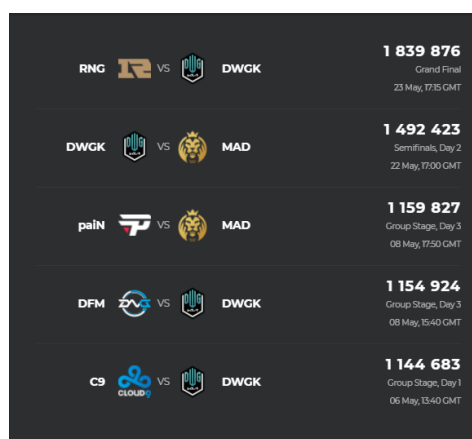 1 839 876
RNG VS DWGK
Grand Final
23 May, 17:15 GMT
1 492 423
DWGK VS MAD
Semifinals, Day 2
22 May, 17:00 GMT
1 159 827
paiN VS MAD
Group Stage, Day 3
08 May, 17:50 GMT
1 154 924
DFM VS DWGK
Group Stage, Day 3
08 May, 15:40 GMT
1 144 683
C9 CLOUD9 VS DWGK
Group Stage, Day 1
06 May, 13:40 GMT